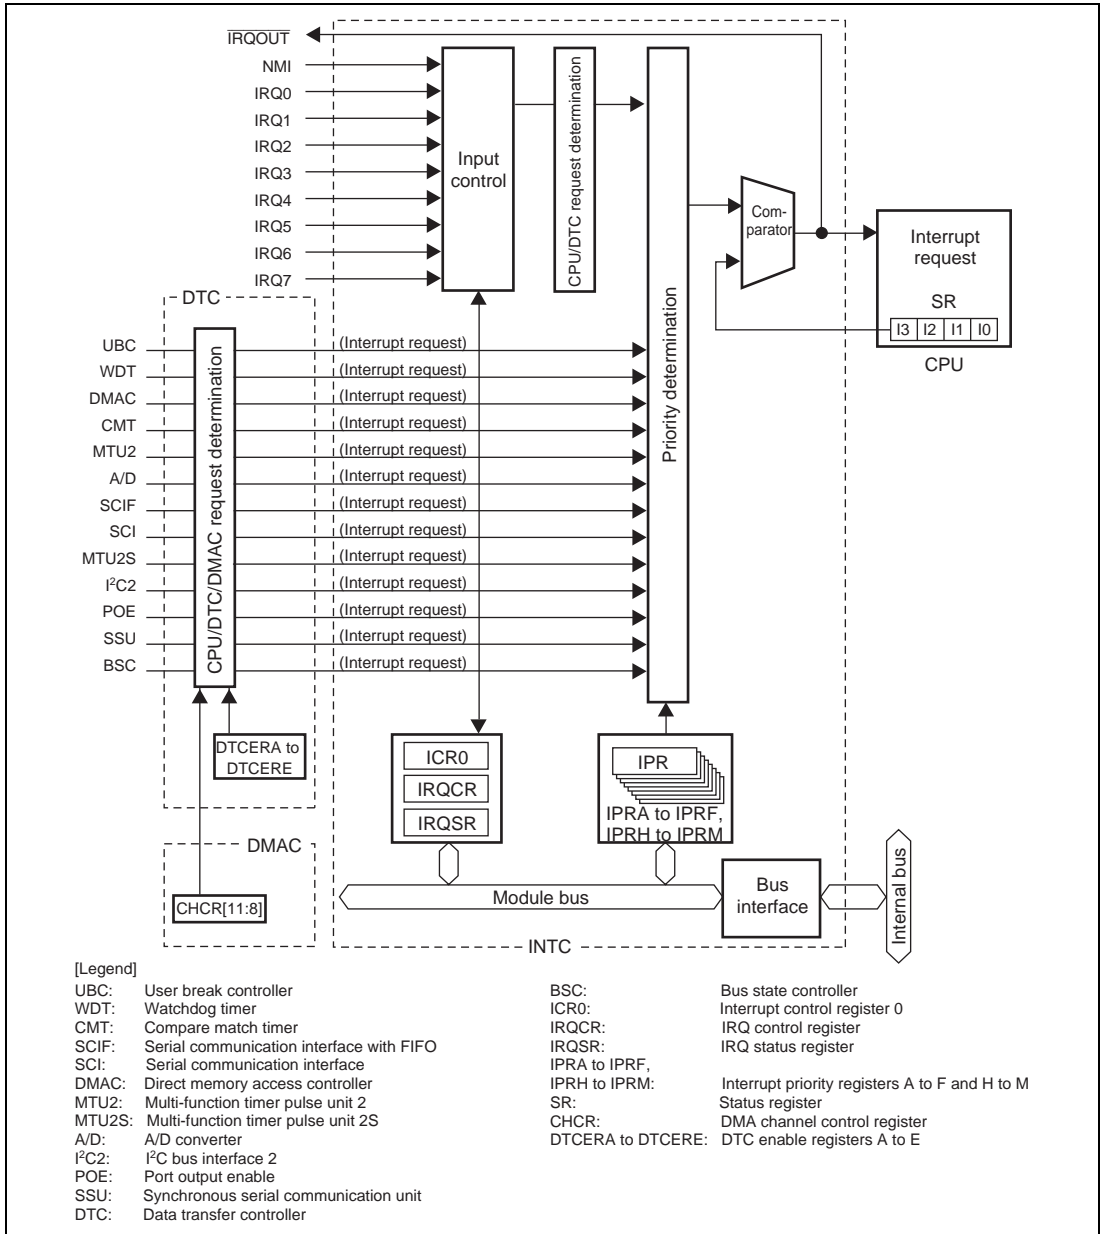 IRQOUT
NMI
IRQ0
IRQ1
IRQ2
IRQ3
IRQ4
IRQ5
IRQ6
IRQ7
Input
control
CPU/DTC request determination
Priority determination
Com-
parator
Interrupt
request
SR
I3 I2 I1 I0
CPU
DTC
CPU/DTC/DMAC request determination
UBC (Interrupt request)
WDT (Interrupt request)
DMAC (Interrupt request)
CMT (Interrupt request)
MTU2 (Interrupt request)
A/D (Interrupt request)
SCIF (Interrupt request)
SCI (Interrupt request)
MTU2S (Interrupt request)
I²C2 (Interrupt request)
POE (Interrupt request)
SSU (Interrupt request)
BSC (Interrupt request)
DTCERA to
DTCERE
ICR0
IRQCR
IRQSR
IPR
IPRA to IPRF,
IPRH to IPRM
DMAC
CHCR[11:8]
Module bus
Bus
interface
Internal bus
INTC
[Legend]
UBC: User break controller
WDT: Watchdog timer
CMT: Compare match timer
SCIF: Serial communication interface with FIFO
SCI: Serial communication interface
DMAC: Direct memory access controller
MTU2: Multi-function timer pulse unit 2
MTU2S: Multi-function timer pulse unit 2S
A/D: A/D converter
I²C2: I²C bus interface 2
POE: Port output enable
SSU: Synchronous serial communication unit
DTC: Data transfer controller
BSC: Bus state controller
ICR0: Interrupt control register 0
IRQCR: IRQ control register
IRQSR: IRQ status register
IPRA to IPRF,
IPRH to IPRM: Interrupt priority registers A to F and H to M
SR: Status register
CHCR: DMA channel control register
DTCERA to DTCERE: DTC enable registers A to E